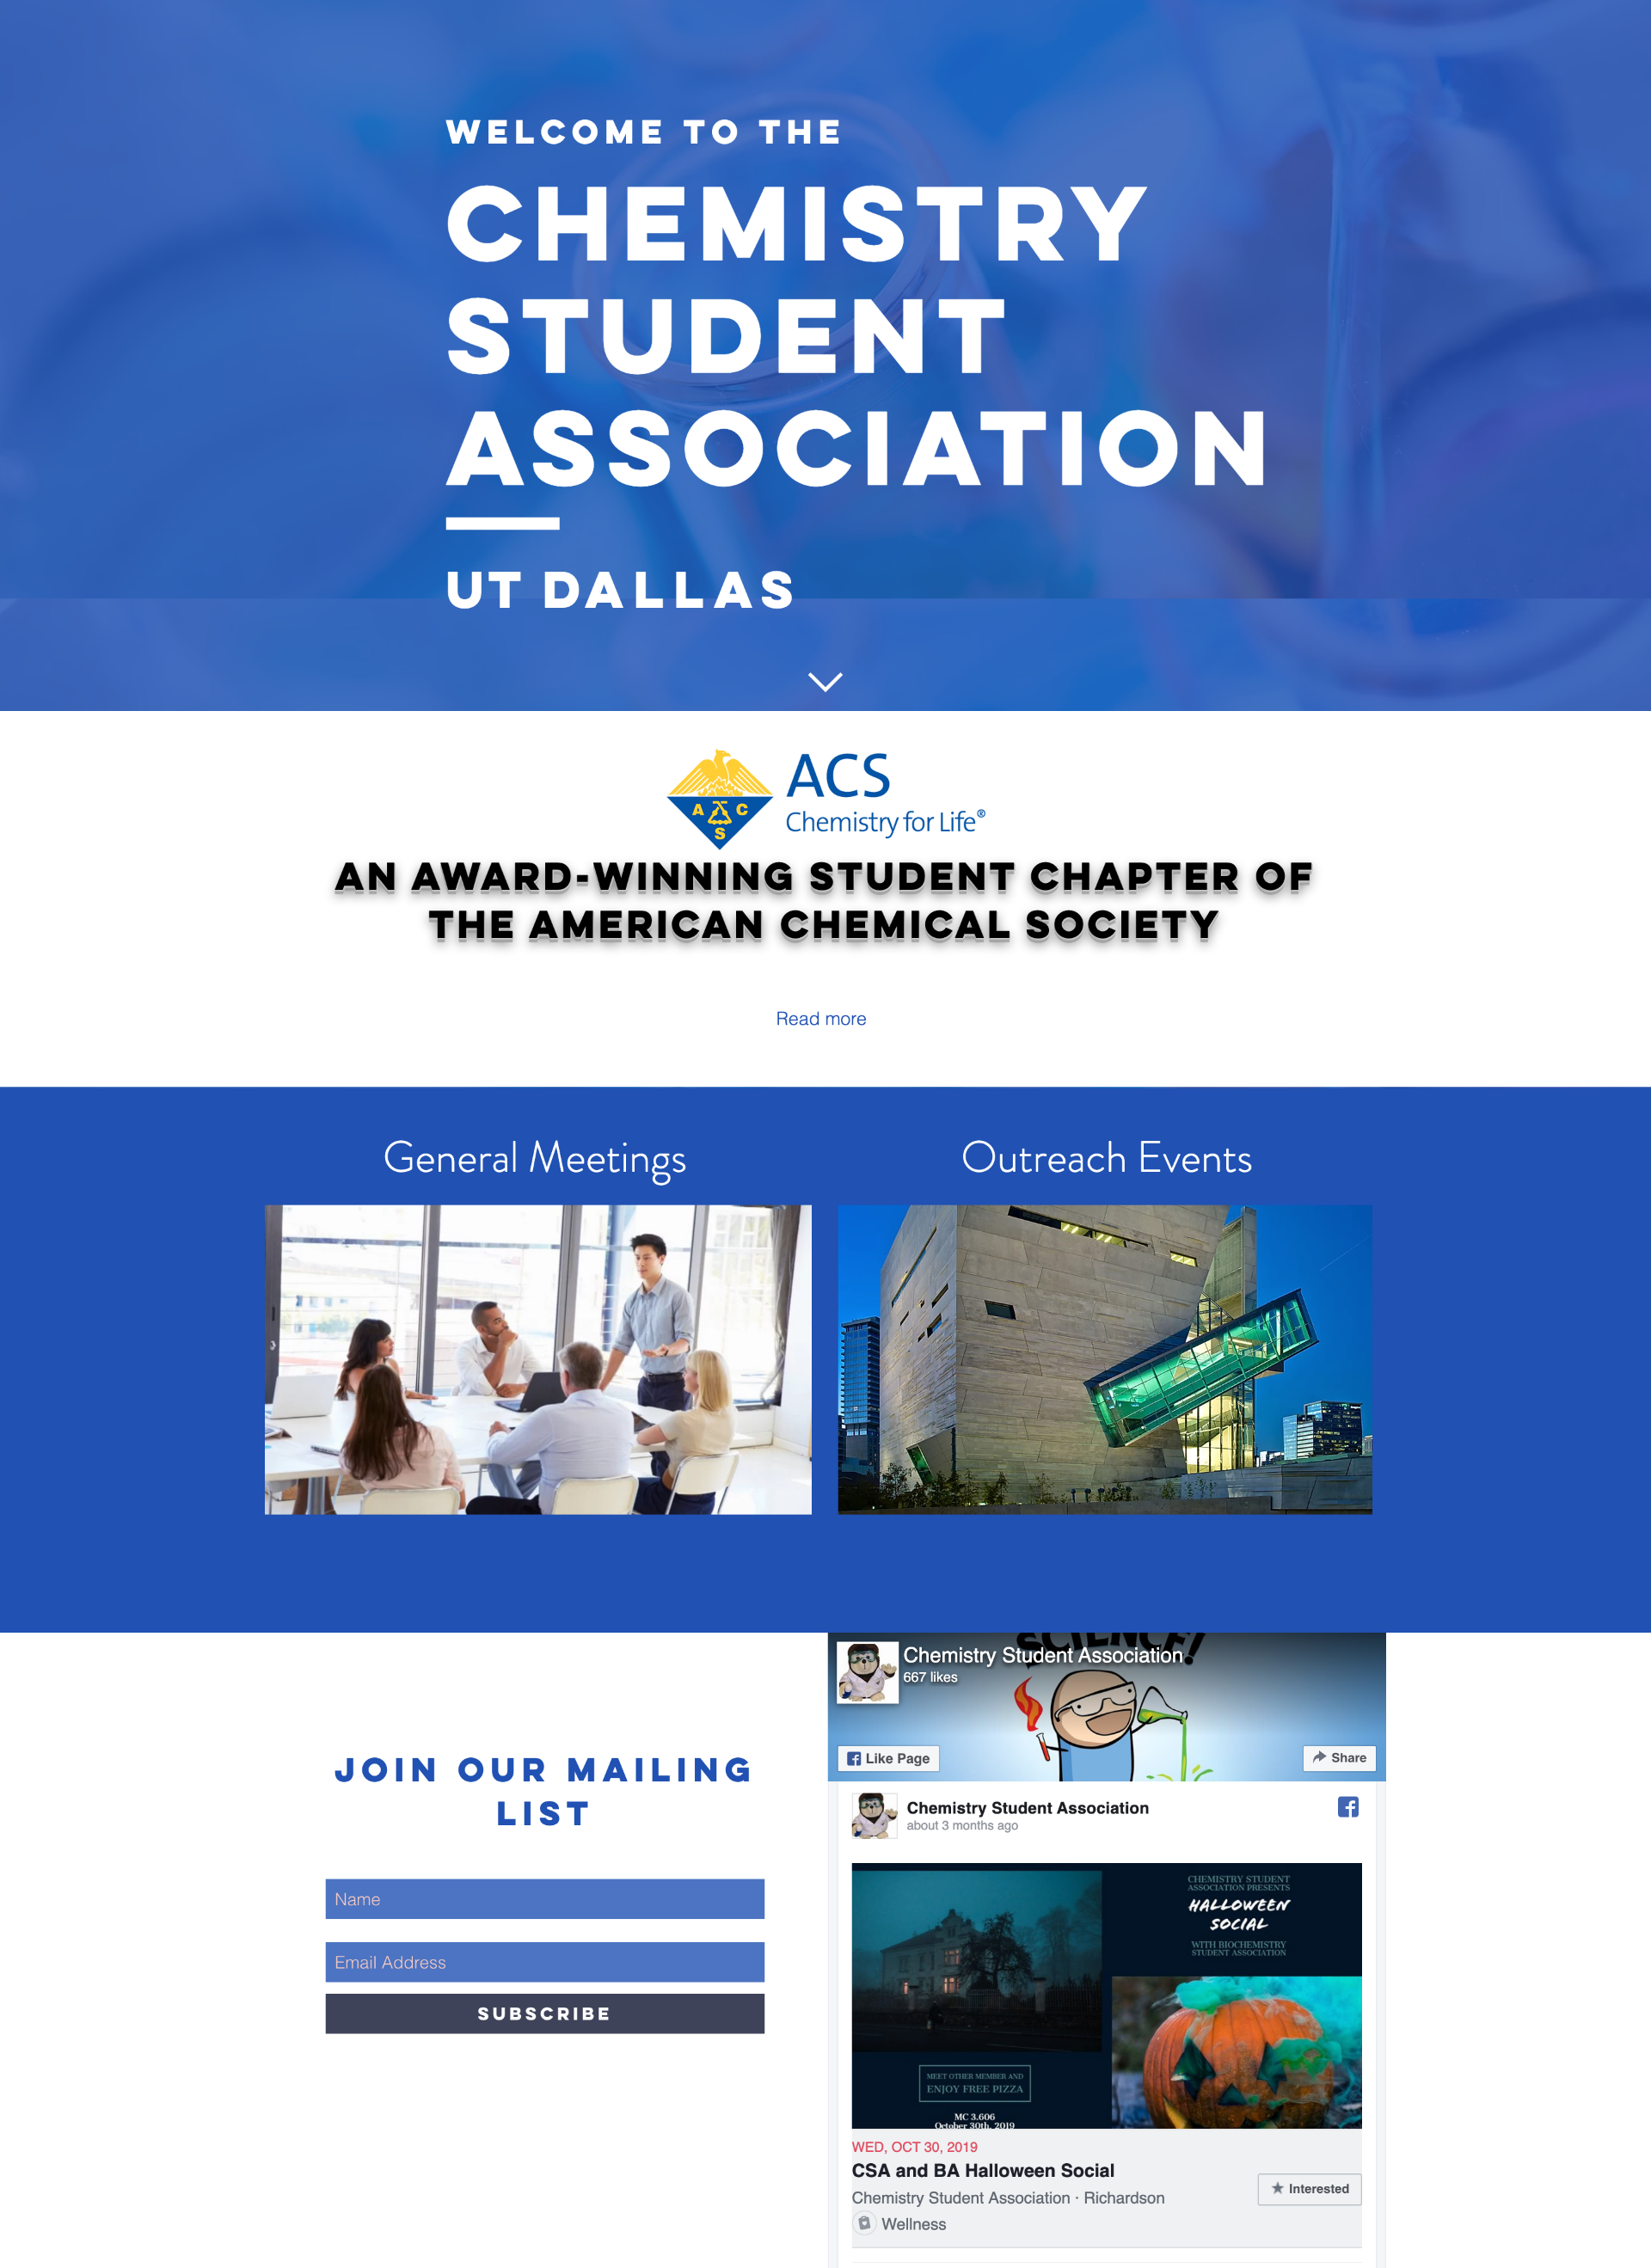 WELCOME TO THE
CHEMISTRY
STUDENT
ASSOCIATION
UT DALLAS
A C S
ACS
Chemistry for Life®
AN AWARD-WINNING STUDENT CHAPTER OF
THE AMERICAN CHEMICAL SOCIETY
Read more
General Meetings
Outreach Events
JOIN OUR MAILING
LIST
Name
Email Address
SUBSCRIBE
SCIENCE!
Chemistry Student Association
667 likes
Like Page
Share
Chemistry Student Association
about 3 months ago
CHEMISTRY STUDENT
ASSOCIATION PRESENTS
HALLOWEEN
SOCIAL
WITH BIOCHEMISTRY
STUDENT ASSOCIATION
MEET OTHER MEMBER AND
ENJOY FREE PIZZA
MC 3.606
October 30th, 2019
WED, OCT 30, 2019
CSA and BA Halloween Social
Interested
Chemistry Student Association · Richardson
Wellness